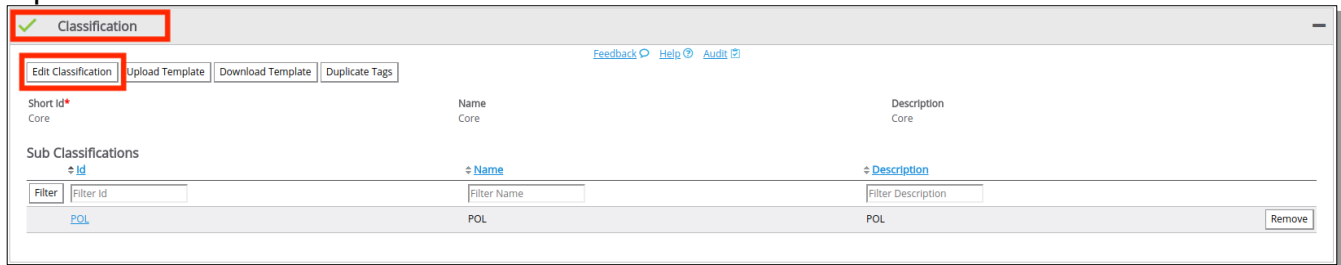 Classification
Feedback Help Audit
Edit Classification Upload Template Download Template Duplicate Tags
Short Id* Name Description
Core Core Core
Sub Classifications
Id Name Description
Filter Filter Id Filter Name Filter Description
POL POL POL Remove